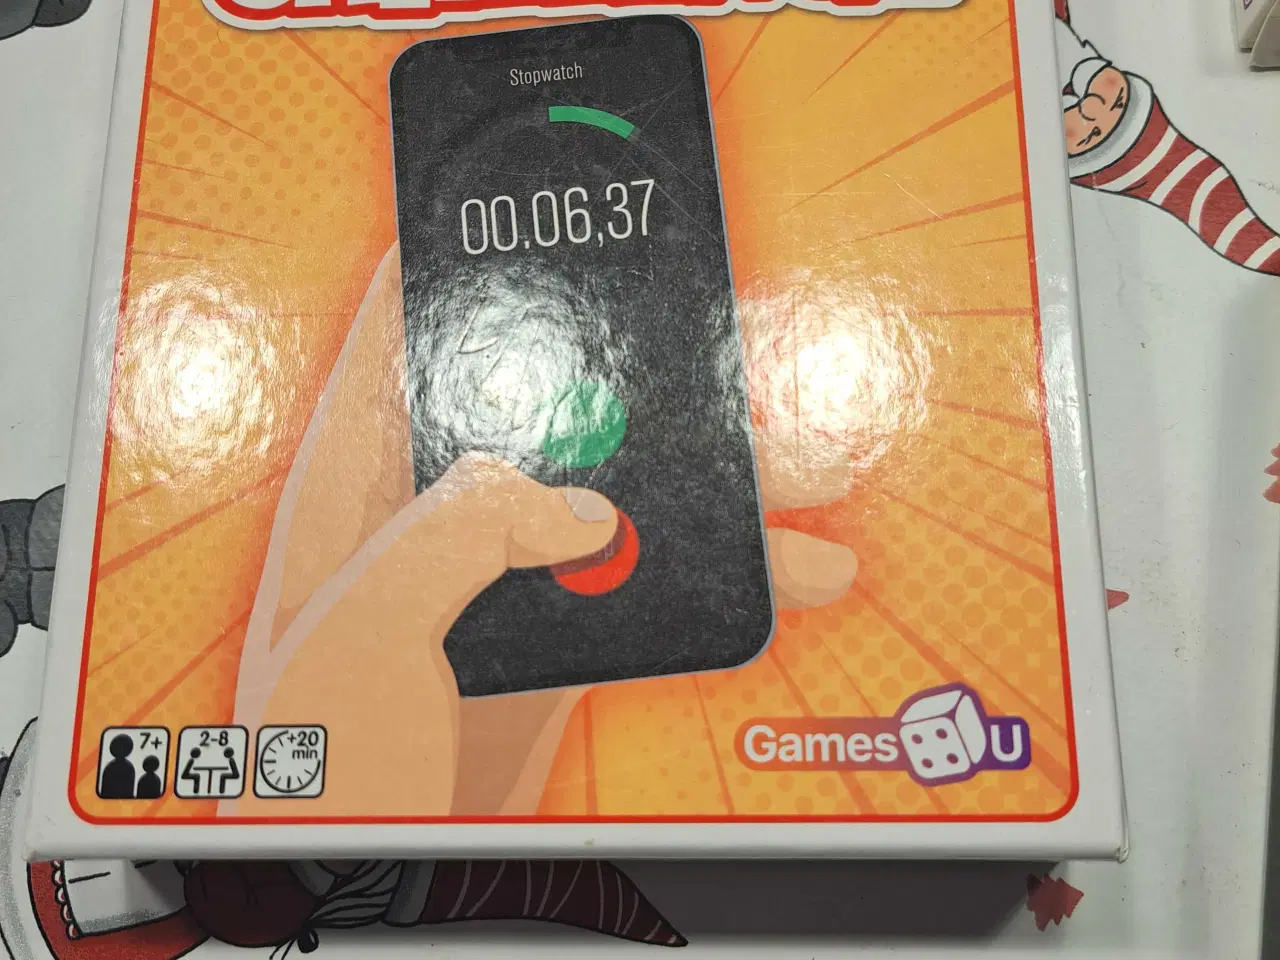 Stopwatch
00.06,37
7+
2-8
+20
min
Games U